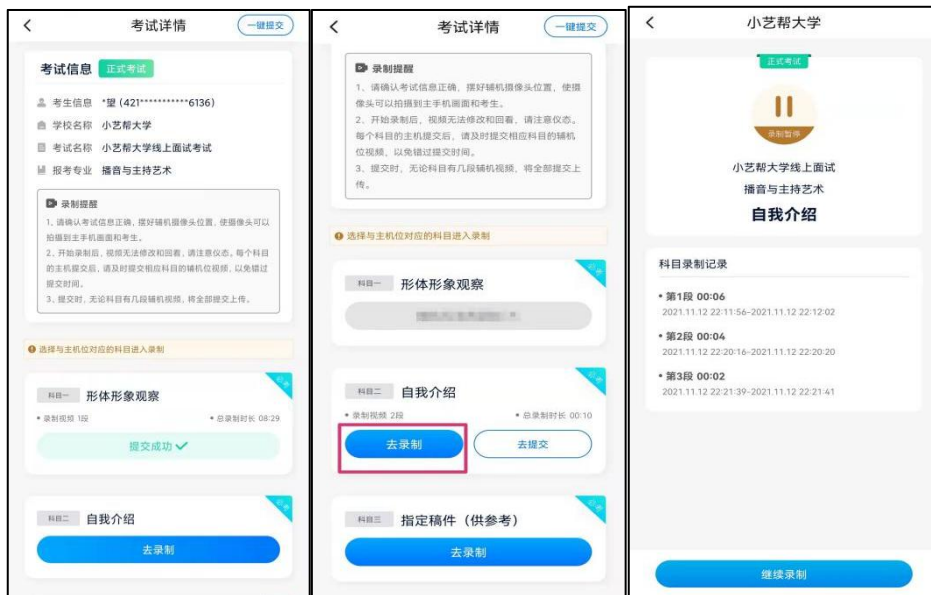 考试详情
一键提交
考试信息 正式考试
考生信息 *望 (421***********6136)
学校名称 小艺帮大学
考试名称 小艺帮大学线上面试考试
报考专业 播音与主持艺术
录制提醒
1、请确认考试信息正确，摆好辅机摄像头位置，使摄像头可以
拍摄到主手机画面和考生。
2、开始录制后，视频无法修改和回看，请注意仪态。每个科目
的主机提交后，请及时提交相应科目的辅机位视频，以免错过
提交时间。
3、提交时，无论科目有几段辅机视频，将全部提交上传。
选择与主机位对应的科目进入录制
必考
科目一 形体形象观察
• 录制视频 1段 • 总录制时长 08:29
提交成功
必考
科目二 自我介绍
去录制
考试详情
一键提交
录制提醒
1、请确认考试信息正确，摆好辅机摄像头位置，使摄
像头可以拍摄到主机画面和考生。
2、开始录制后，视频无法修改和回看，请注意仪态。
每个科目的主机提交后，请及时提交相应科目的辅机
位视频，以免错过提交时间。
3、提交时，无论科目有几段辅机视频，将全部提交上
传。
选择与主机位对应的科目进入录制
必考
科目一 形体形象观察
必考
科目二 自我介绍
• 录制视频 2段 • 总录制时长 00:10
去录制 去提交
必考
科目三 指定稿件（供参考）
去录制
小艺帮大学
正式考试
录制暂停
小艺帮大学线上面试
播音与主持艺术
自我介绍
科目录制记录
• 第1段 00:06
2021.11.12 22:11:56-2021.11.12 22:12:02
• 第2段 00:04
2021.11.12 22:20:16-2021.11.12 22:20:20
• 第3段 00:02
2021.11.12 22:21:39-2021.11.12 22:21:41
继续录制